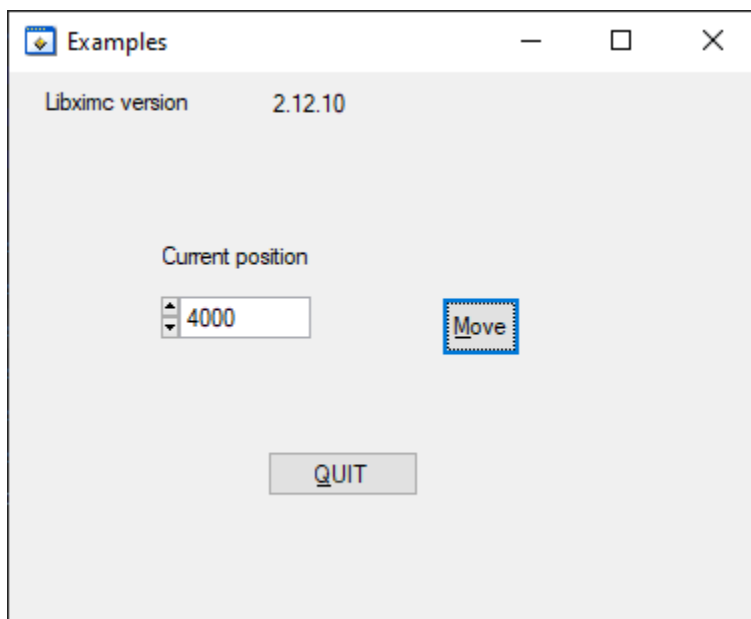 Examples
Libximc version 2.12.10
Current position
4000 Move
QUIT